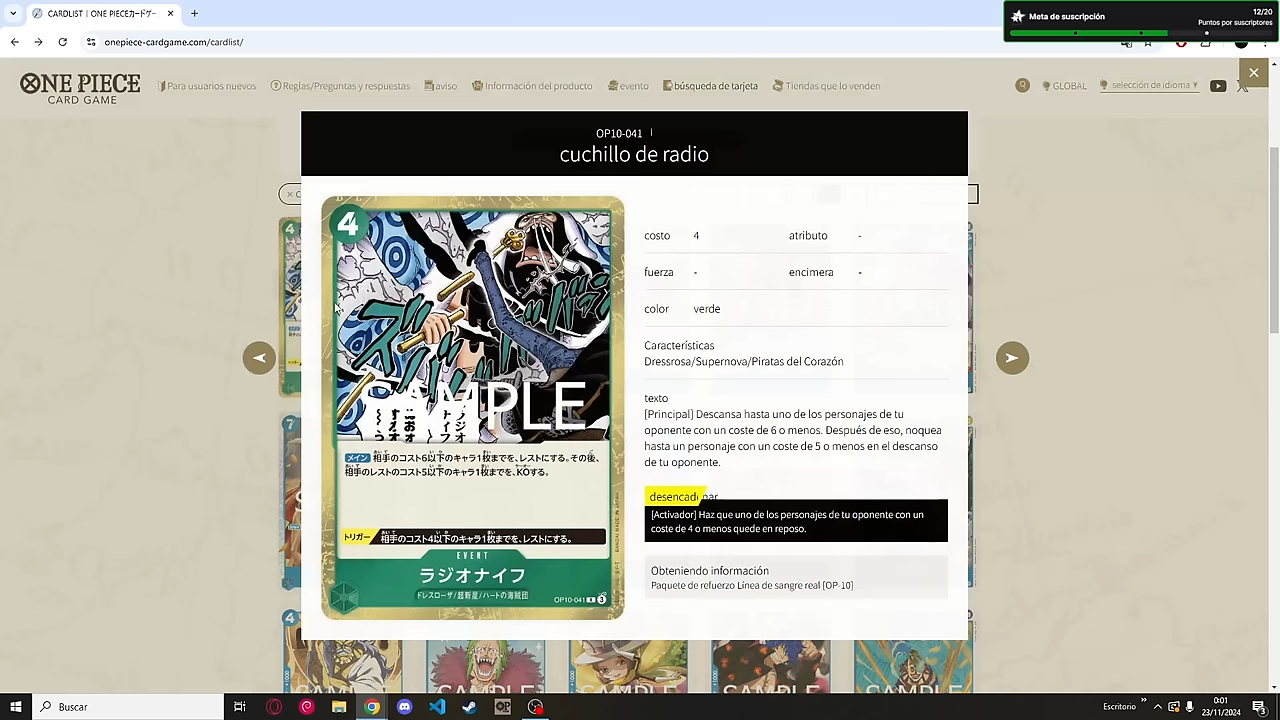 CARDLIST | ONE PIECEカードゲー
Meta de suscripción
12/20
Puntos por suscriptores
onepiece-cardgame.com/cardlist/
ONE PIECE
CARD GAME
Para usuarios nuevos
Reglas/Preguntas y respuestas
aviso
Información del producto
evento
búsqueda de tarjeta
Tiendas que lo venden
GLOBAL
selección de idioma
OP10-041
cuchillo de radio
4
SAMPLE
メイン 相手のコスト6以下のキャラ1枚までを、レストにする。その後、
相手のレストのコスト5以下のキャラ1枚までを、KOする。
トリガー 相手のコスト4以下のキャラ1枚までを、レストにする。
EVENT
ラジオナイフ
ドレスローザ/超新星/ハートの海賊団
OP10-041 R 3
costo 4 atributo -
fuerza - encimera -
color verde
Características
Dressrosa/Supernova/Piratas del Corazón
texto
[Principal] Descansa hasta uno de los personajes de tu
oponente con un coste de 6 o menos. Después de eso, noquea
hasta un personaje con un coste de 5 o menos en el descanso
de tu oponente.
desencadenar
[Activador] Haz que uno de los personajes de tu oponente con un
coste de 4 o menos quede en reposo.
Obteniendo información
Paquete de refuerzo Línea de sangre real [OP-10]
4
7
4
SAMPLE
SAMPLE
SAMPLE
SAMPLE
SAMPLE
Buscar
Escritorio
0:01
23/11/2024